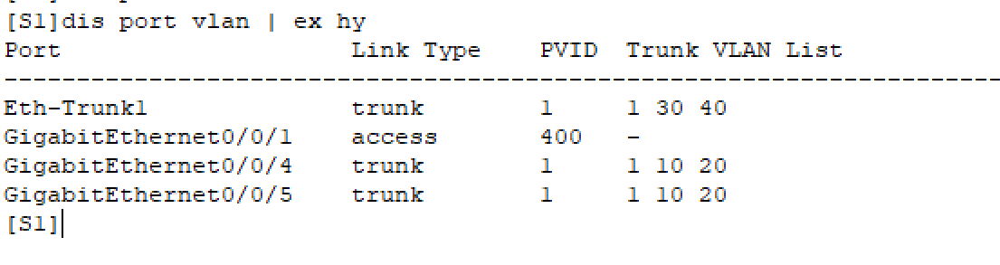 [S1]dis port vlan | ex hy
Port                    Link Type    PVID  Trunk VLAN List
-------------------------------------------------------------------------------
Eth-Trunk1              trunk        1     1 30 40
GigabitEthernet0/0/1    access       400   -
GigabitEthernet0/0/4    trunk        1     1 10 20
GigabitEthernet0/0/5    trunk        1     1 10 20
[S1]